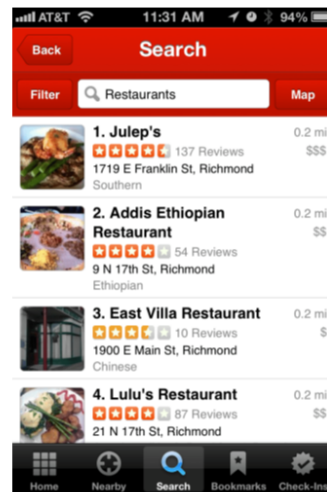 AT&T 11:31 AM 94%
Back Search
Filter Restaurants Map
1. Julep's 0.2 mi
137 Reviews $$$
1719 E Franklin St, Richmond
Southern
2. Addis Ethiopian 0.2 mi
Restaurant $$
54 Reviews
9 N 17th St, Richmond
Ethiopian
3. East Villa Restaurant 0.2 mi
10 Reviews $
1900 E Main St, Richmond
Chinese
4. Lulu's Restaurant 0.2 mi
87 Reviews $$
21 N 17th St, Richmond
Home Nearby Search Bookmarks Check-Ins